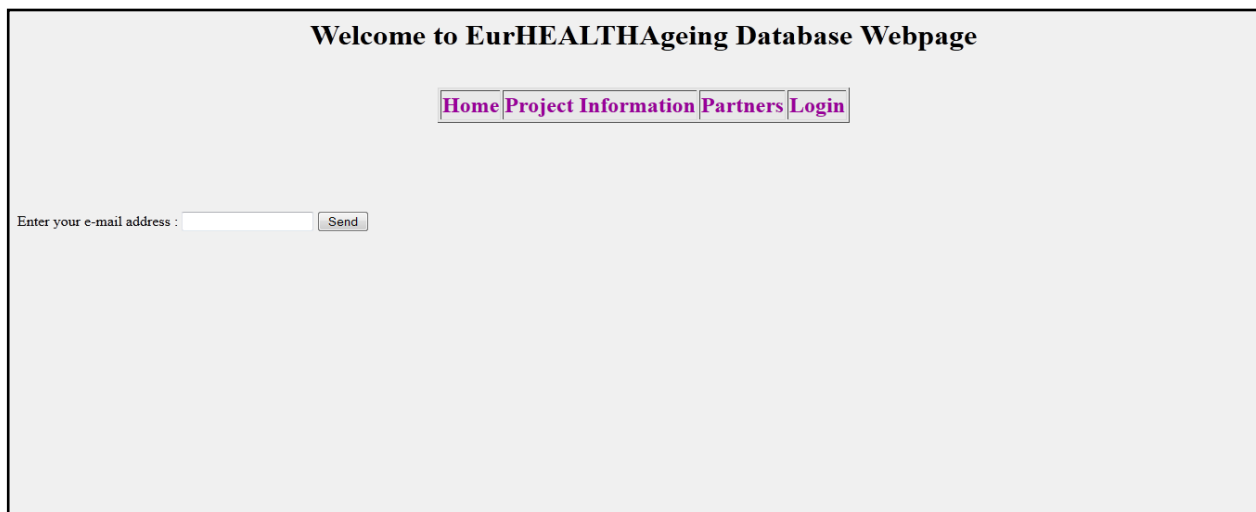 Welcome to EurHEALTHAgeing Database Webpage
Home Project Information Partners Login
Enter your e-mail address : Send